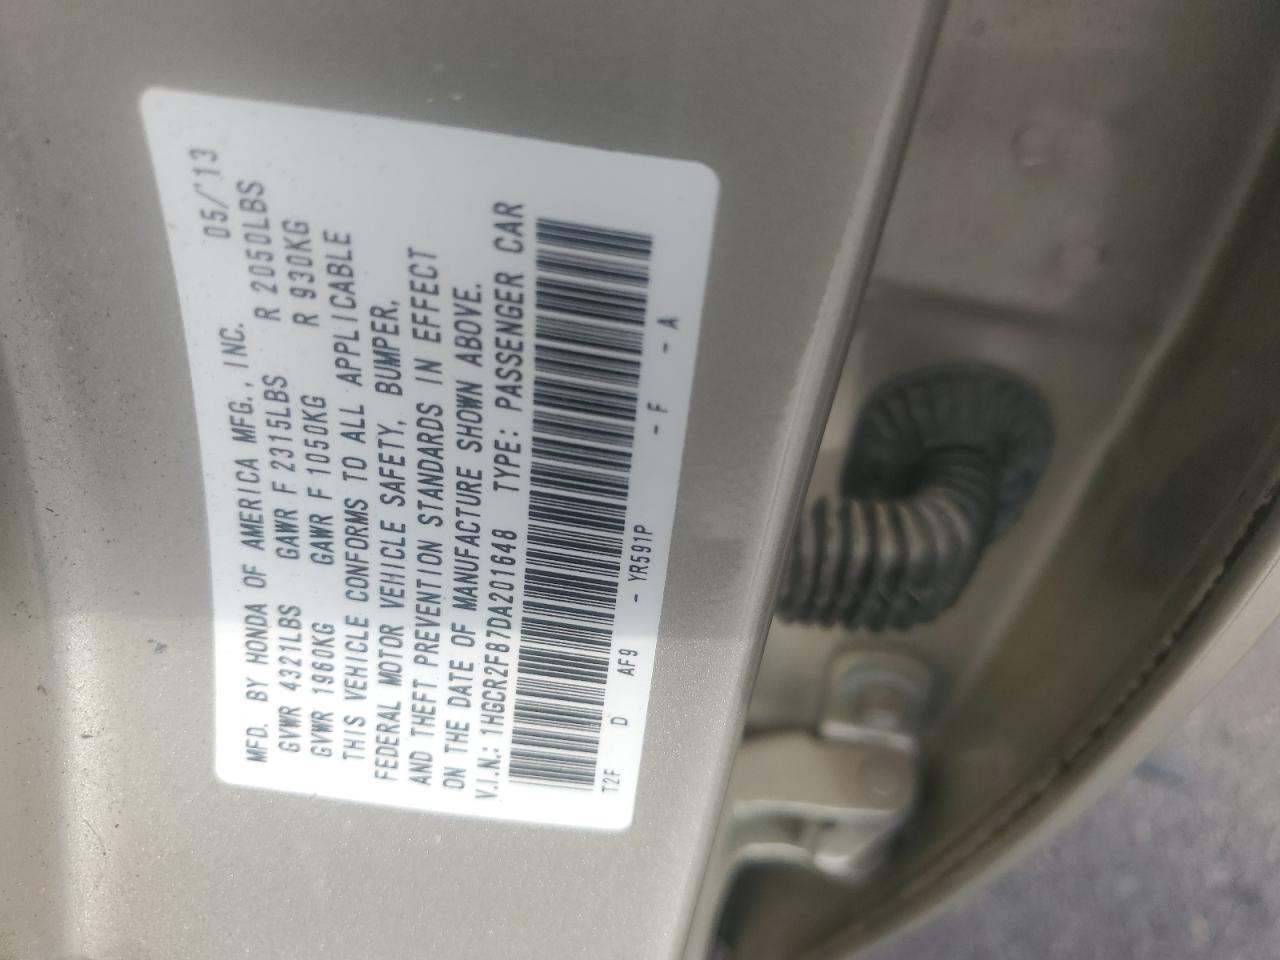 MFD. BY HONDA OF AMERICA MFG., INC. 05/'13
GVWR 4321LBS GAWR F 2315LBS R 2050LBS
GVWR 1960KG GAWR F 1050KG R 930KG
THIS VEHICLE CONFORMS TO ALL APPLICABLE
FEDERAL MOTOR VEHICLE SAFETY, BUMPER,
AND THEFT PREVENTION STANDARDS IN EFFECT
ON THE DATE OF MANUFACTURE SHOWN ABOVE.
V.I.N.: 1HGCR2F87DA201648 TYPE: PASSENGER CAR
T2F D AF9 - YR591P - F - A